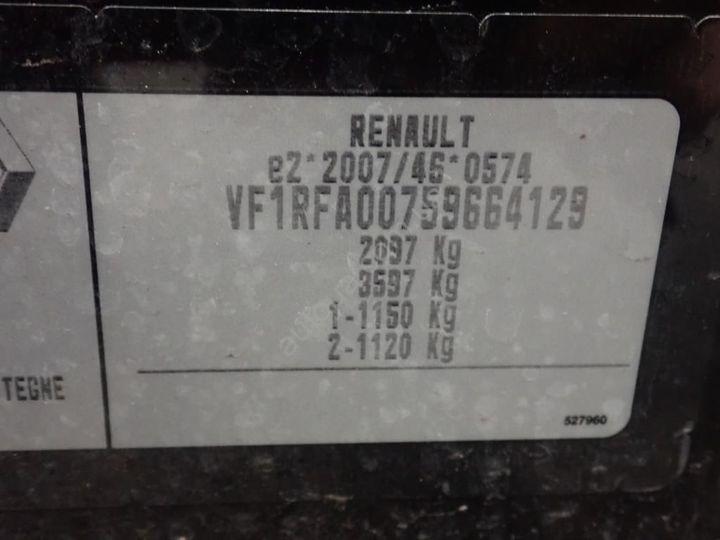 RENAULT
e2*2007/46*0574
VF1RFA00759664129
2097 Kg
3597 Kg
1-1150 Kg
2-1120 Kg
TEGNE
527960